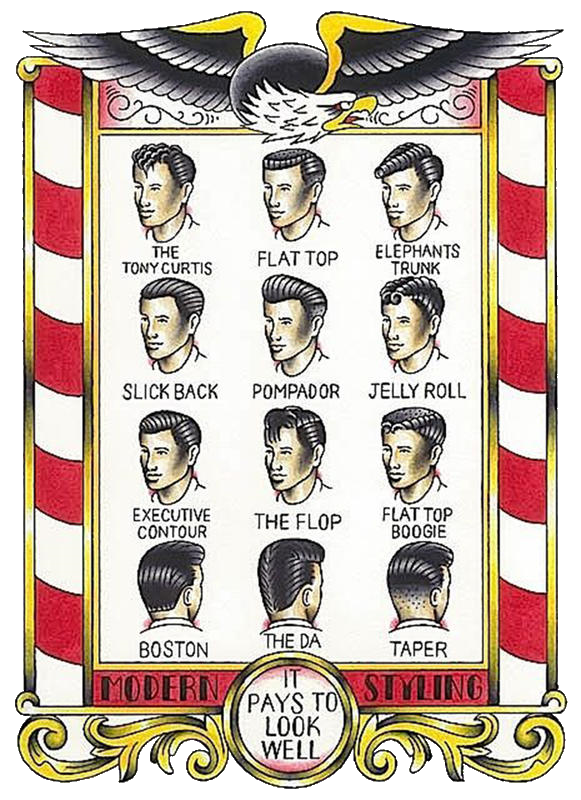 THE
TONY CURTIS
FLAT TOP
ELEPHANTS
TRUNK
SLICK BACK
POMPADOR
JELLY ROLL
EXECUTIVE
CONTOUR
THE FLOP
FLAT TOP
BOOGIE
BOSTON
THE DA
TAPER
MODERN STYLING
IT
PAYS TO
LOOK
WELL